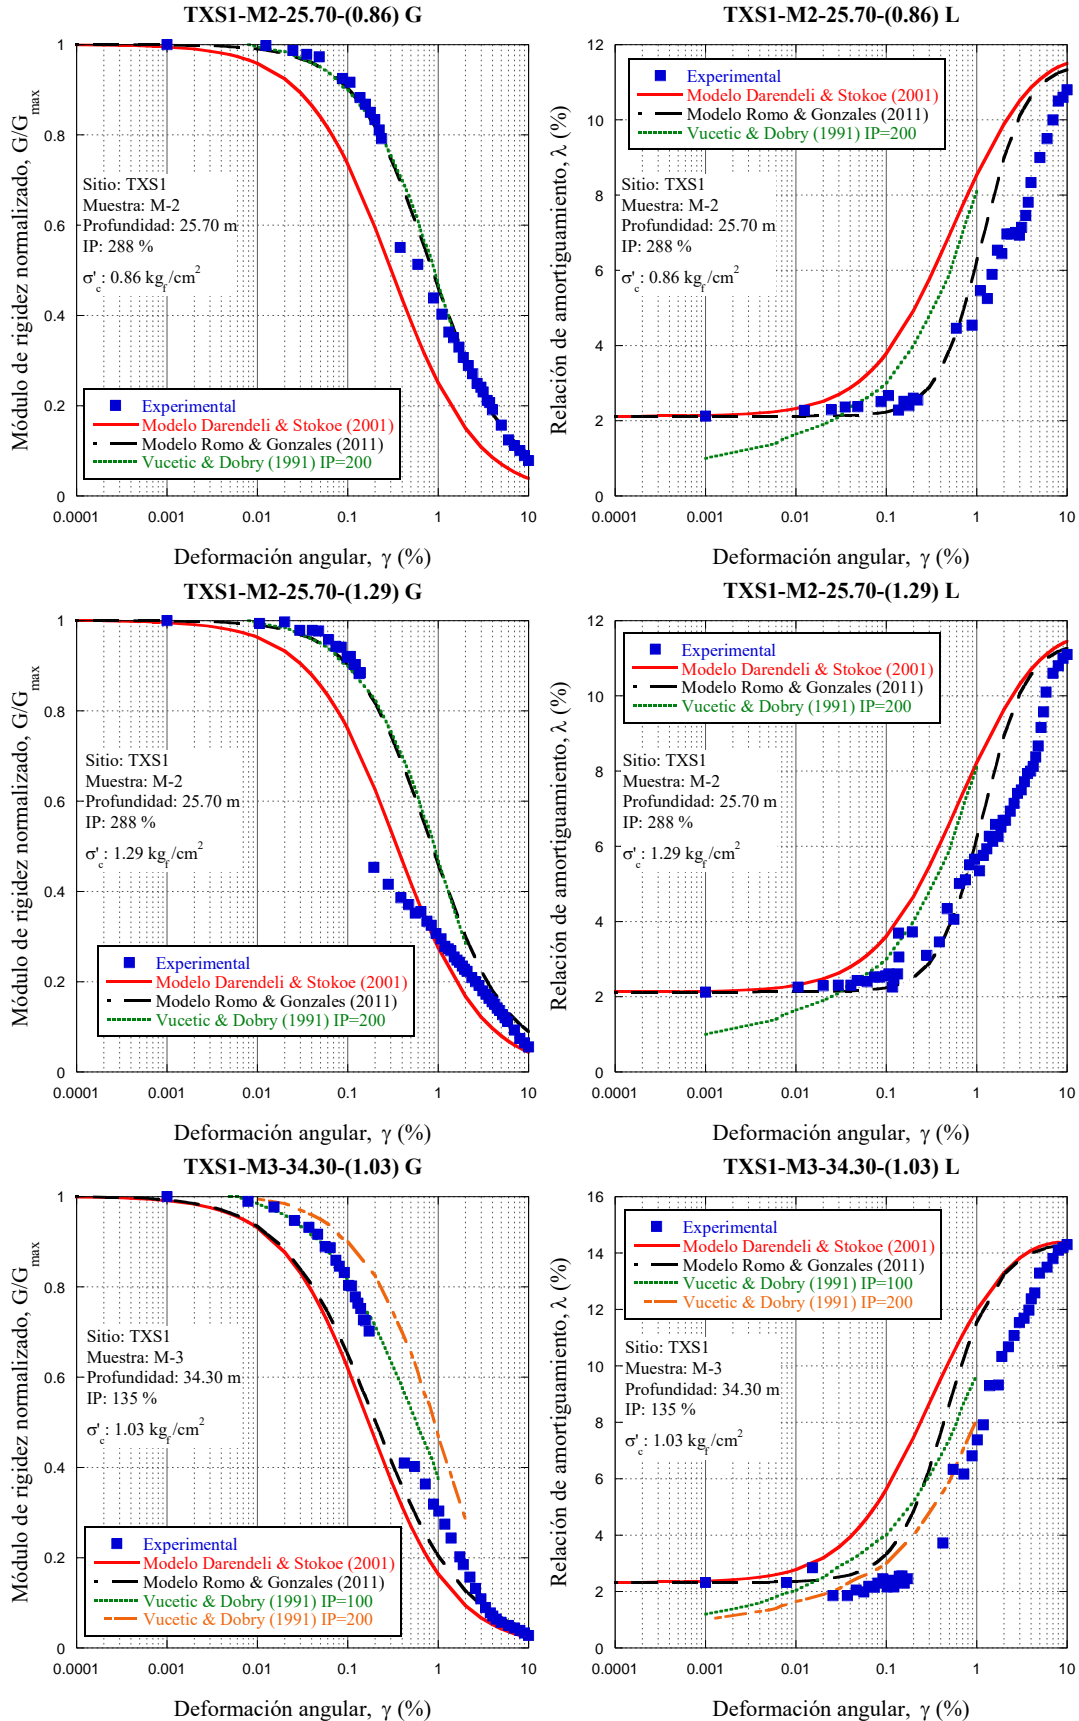 TXS1-M2-25.70-(0.86) G
Módulo de rigidez normalizado, G/Gmax
1
0.8
0.6
0.4
0.2
0
Sitio: TXS1
Muestra: M-2
Profundidad: 25.70 m
IP: 288 %
σ'c: 0.86 kgf/cm2
Experimental
Modelo Darendeli & Stokoe (2001)
Modelo Romo & Gonzales (2011)
Vucetic & Dobry (1991) IP=200
0.0001 0.01 0.1 1 10
Deformación angular, γ (%)
TXS1-M2-25.70-(0.86) L
Relación de amortiguamiento, λ (%)
12
10
8
6
4
2
0
Experimental
Modelo Darendeli & Stokoe (2001)
Modelo Romo & Gonzales (2011)
Vucetic & Dobry (1991) IP=200
Sitio: TXS1
Muestra: M-2
Profundidad: 25.70 m
IP: 288 %
σ'c: 0.86 kgf/cm2
0.0001 0.01 0.1 1 10
Deformación angular, γ (%)
TXS1-M2-25.70-(1.29) G
Módulo de rigidez normalizado, G/Gmax
1
0.8
0.6
0.4
0.2
0
Sitio: TXS1
Muestra: M-2
Profundidad: 25.70 m
IP: 288 %
σ'c: 1.29 kgf/cm2
Experimental
Modelo Darendeli & Stokoe (2001)
Modelo Romo & Gonzales (2011)
Vucetic & Dobry (1991) IP=200
0.0001 0.01 0.1 1 10
Deformación angular, γ (%)
TXS1-M2-25.70-(1.29) L
Relación de amortiguamiento, λ (%)
12
10
8
6
4
2
0
Experimental
Modelo Darendeli & Stokoe (2001)
Modelo Romo & Gonzales (2011)
Vucetic & Dobry (1991) IP=200
Sitio: TXS1
Muestra: M-2
Profundidad: 25.70 m
IP: 288 %
σ'c: 1.29 kgf/cm2
0.0001 0.01 0.1 1 10
Deformación angular, γ (%)
TXS1-M3-34.30-(1.03) G
Módulo de rigidez normalizado, G/Gmax
1
0.8
0.6
0.4
0.2
0
Sitio: TXS1
Muestra: M-3
Profundidad: 34.30 m
IP: 135 %
σ'c: 1.03 kgf/cm2
Experimental
Modelo Darendeli & Stokoe (2001)
Modelo Romo & Gonzales (2011)
Vucetic & Dobry (1991) IP=100
Vucetic & Dobry (1991) IP=200
0.0001 0.01 0.1 1 10
Deformación angular, γ (%)
TXS1-M3-34.30-(1.03) L
Relación de amortiguamiento, λ (%)
16
14
12
10
8
6
4
2
0
Experimental
Modelo Darendeli & Stokoe (2001)
Modelo Romo & Gonzales (2011)
Vucetic & Dobry (1991) IP=100
Vucetic & Dobry (1991) IP=200
Sitio: TXS1
Muestra: M-3
Profundidad: 34.30 m
IP: 135 %
σ'c: 1.03 kgf/cm2
0.0001 0.01 0.1 1 10
Deformación angular, γ (%)